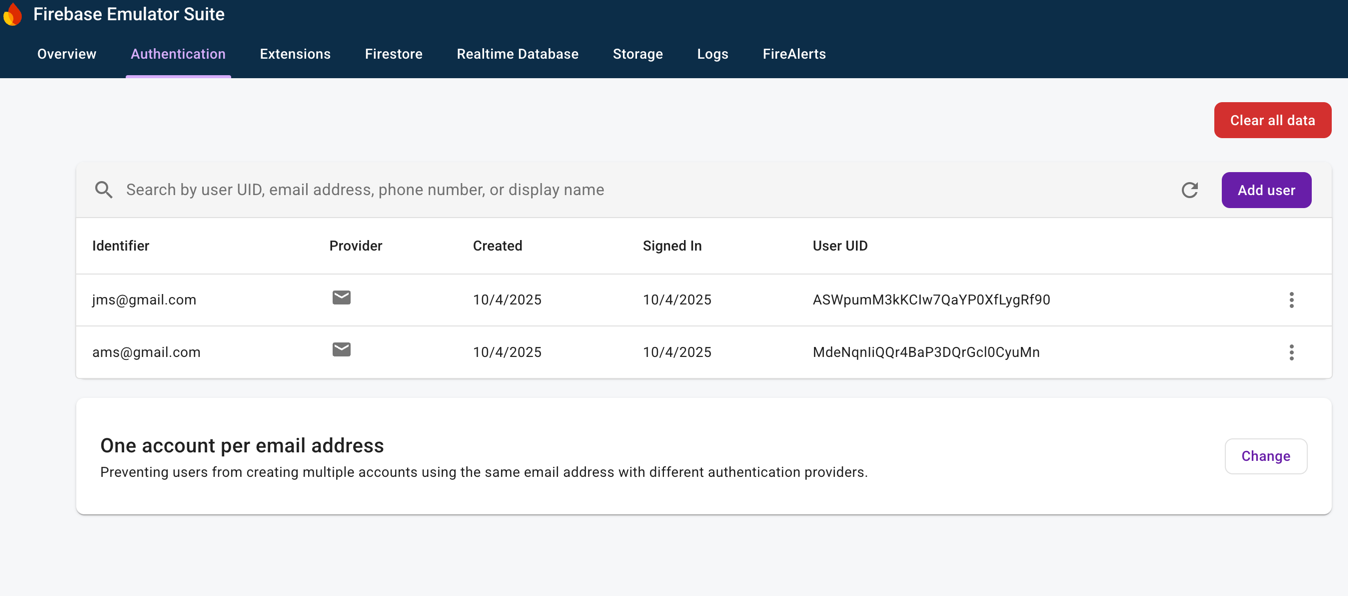 Firebase Emulator Suite
Overview Authentication Extensions Firestore Realtime Database Storage Logs FireAlerts
Clear all data
Search by user UID, email address, phone number, or display name Add user
Identifier Provider Created Signed In User UID
jms@gmail.com 10/4/2025 10/4/2025 ASWpumM3kKCIw7QaYP0XfLygRf90
ams@gmail.com 10/4/2025 10/4/2025 MdeNqnIiQQr4BaP3DQrGcl0CyuMn
One account per email address
Preventing users from creating multiple accounts using the same email address with different authentication providers.
Change